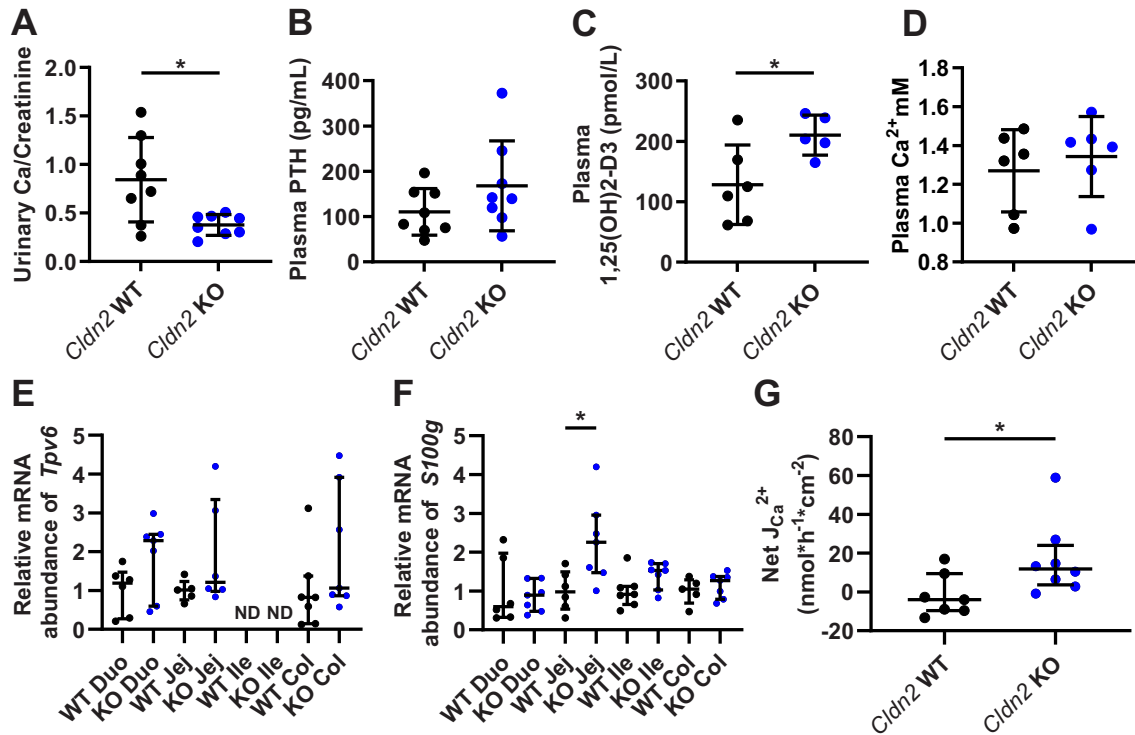 A
Urinary Ca/Creatinine
2.0
1.5
1.0
0.5
0.0
*
Cldn2 WT
Cldn2 KO
B
Plasma PTH (pg/mL)
400
300
200
100
0
Cldn2 WT
Cldn2 KO
C
Plasma
1,25(OH)2-D3 (pmol/L)
300
200
100
0
*
Cldn2 WT
Cldn2 KO
D
Plasma Ca²⁺mM
1.8
1.6
1.4
1.2
1.0
0.8
Cldn2 WT
Cldn2 KO
E
Relative mRNA
abundance of Tpv6
5
4
3
2
1
0
ND ND
WT Duo
KO Duo
WT Jej
KO Jej
WT Ile
KO Ile
WT Col
KO Col
F
Relative mRNA
abundance of S100g
5
4
3
2
1
0
*
WT Duo
KO Duo
WT Jej
KO Jej
WT Ile
KO Ile
WT Col
KO Col
G
Net J_Ca²⁺
(nmol*h⁻¹*cm⁻²)
80
60
40
20
0
-20
*
Cldn2 WT
Cldn2 KO